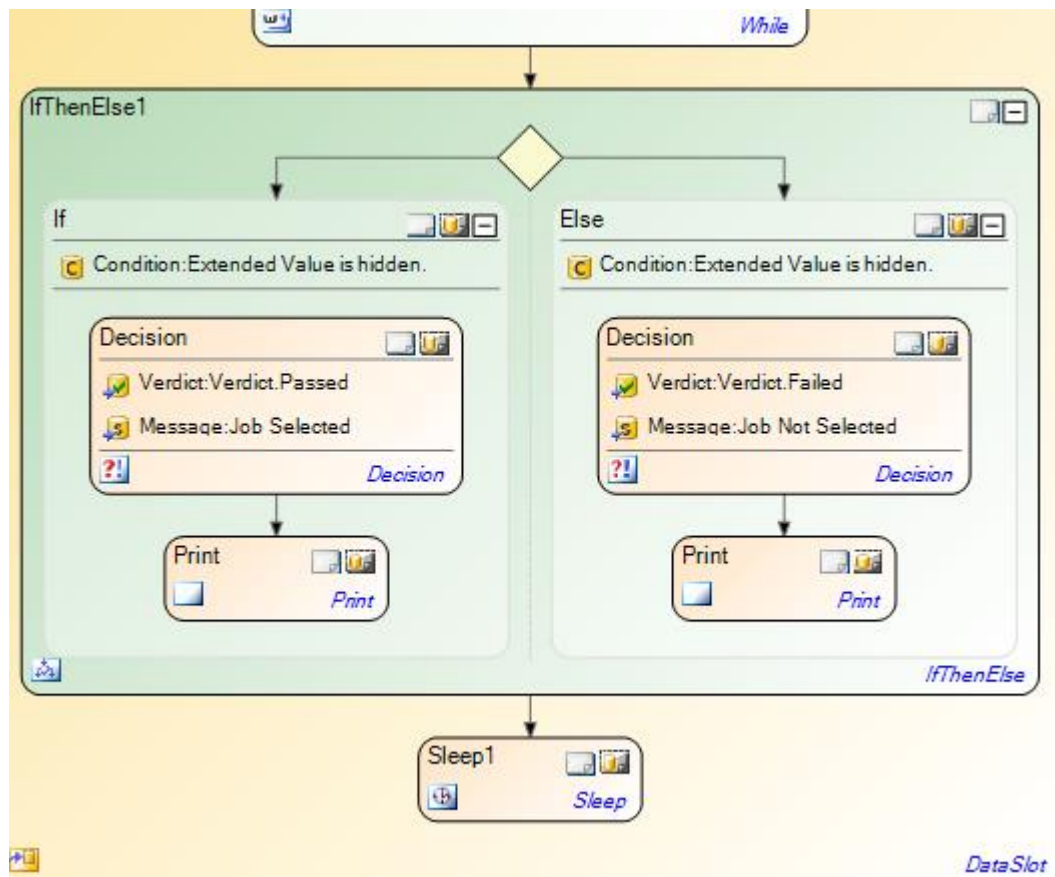 While
IfThenElse1
If
Condition:Extended Value is hidden.
Decision
Verdict:Verdict.Passed
Message:Job Selected
?!
Decision
Print
Print
Else
Condition:Extended Value is hidden.
Decision
Verdict:Verdict.Failed
Message:Job Not Selected
?!
Decision
Print
Print
IfThenElse
Sleep1
Sleep
DataSlot